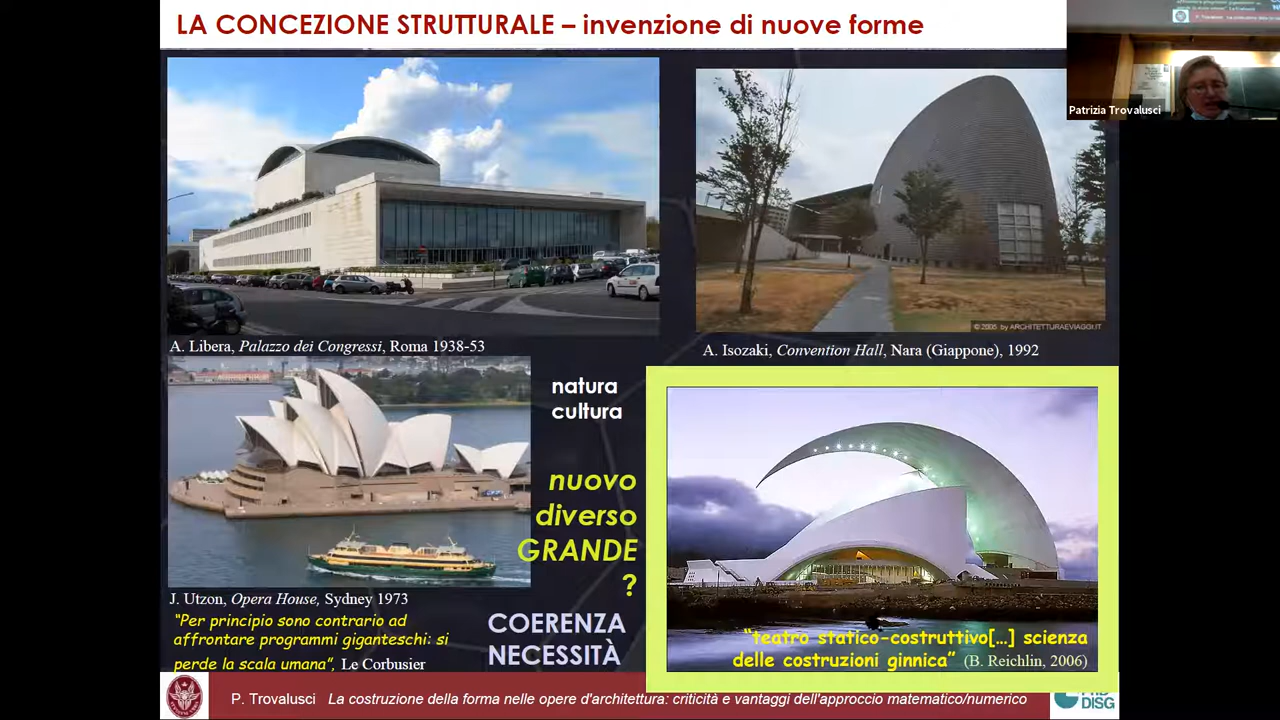 LA CONCEZIONE STRUTTURALE – invenzione di nuove forme
Patrizia Trovalusci
© 2005 by ARCHITETTURAEVIAGGI.IT
A. Libera, Palazzo dei Congressi, Roma 1938-53
A. Isozaki, Convention Hall, Nara (Giappone), 1992
natura
cultura
nuovo
diverso
GRANDE
?
J. Utzon, Opera House, Sydney 1973
“Per principio sono contrario ad
affrontare programmi giganteschi: si
perde la scala umana”, Le Corbusier
COERENZA
NECESSITÀ
“teatro statico-costruttivo[...] scienza
delle costruzioni ginnica” (B. Reichlin, 2006)
P. Trovalusci La costruzione della forma nelle opere d'architettura: criticità e vantaggi dell'approccio matematico/numerico
DISG